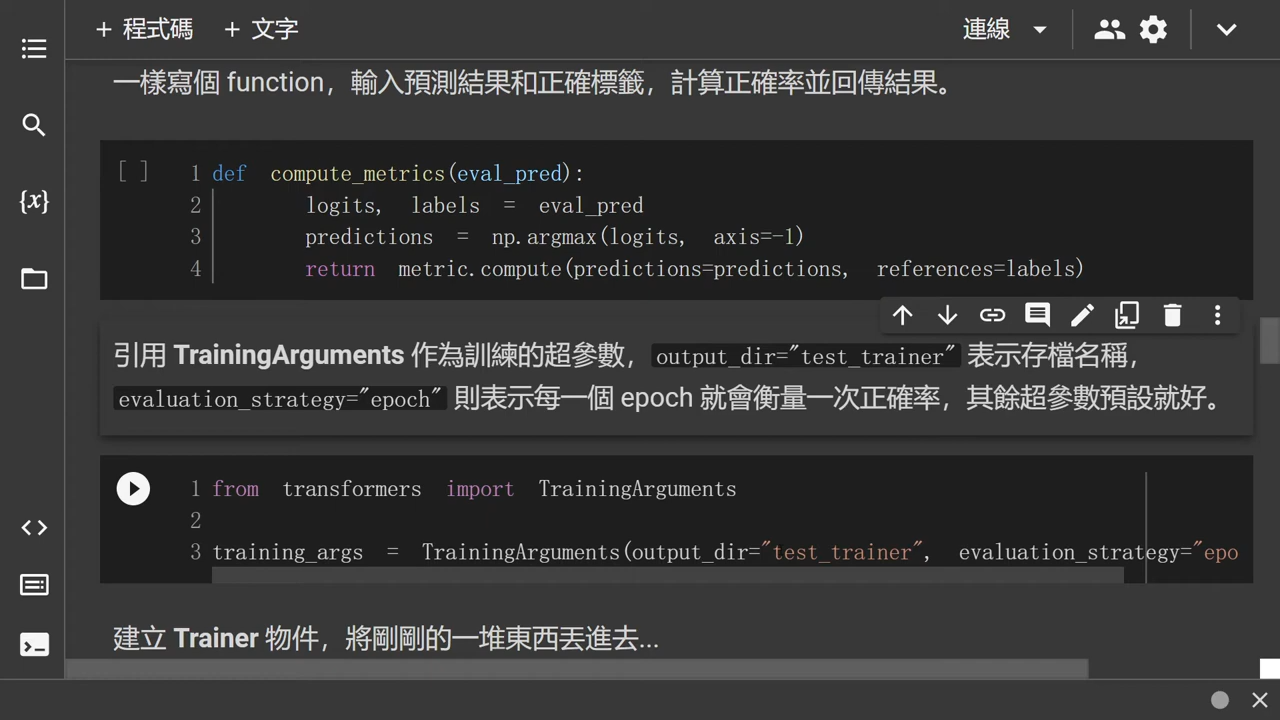 + 程式碼 + 文字 連線
一樣寫個 function，輸入預測結果和正確標籤，計算正確率並回傳結果。
[ ] 1 def compute_metrics(eval_pred):
2 logits, labels = eval_pred
3 predictions = np.argmax(logits, axis=-1)
4 return metric.compute(predictions=predictions, references=labels)
引用 TrainingArguments 作為訓練的超參數，output_dir="test_trainer" 表示存檔名稱，
evaluation_strategy="epoch" 則表示每一個 epoch 就會衡量一次正確率，其餘超參數預設就好。
1 from transformers import TrainingArguments
2
3 training_args = TrainingArguments(output_dir="test_trainer", evaluation_strategy="epo
建立 Trainer 物件，將剛剛的一堆東西丟進去...